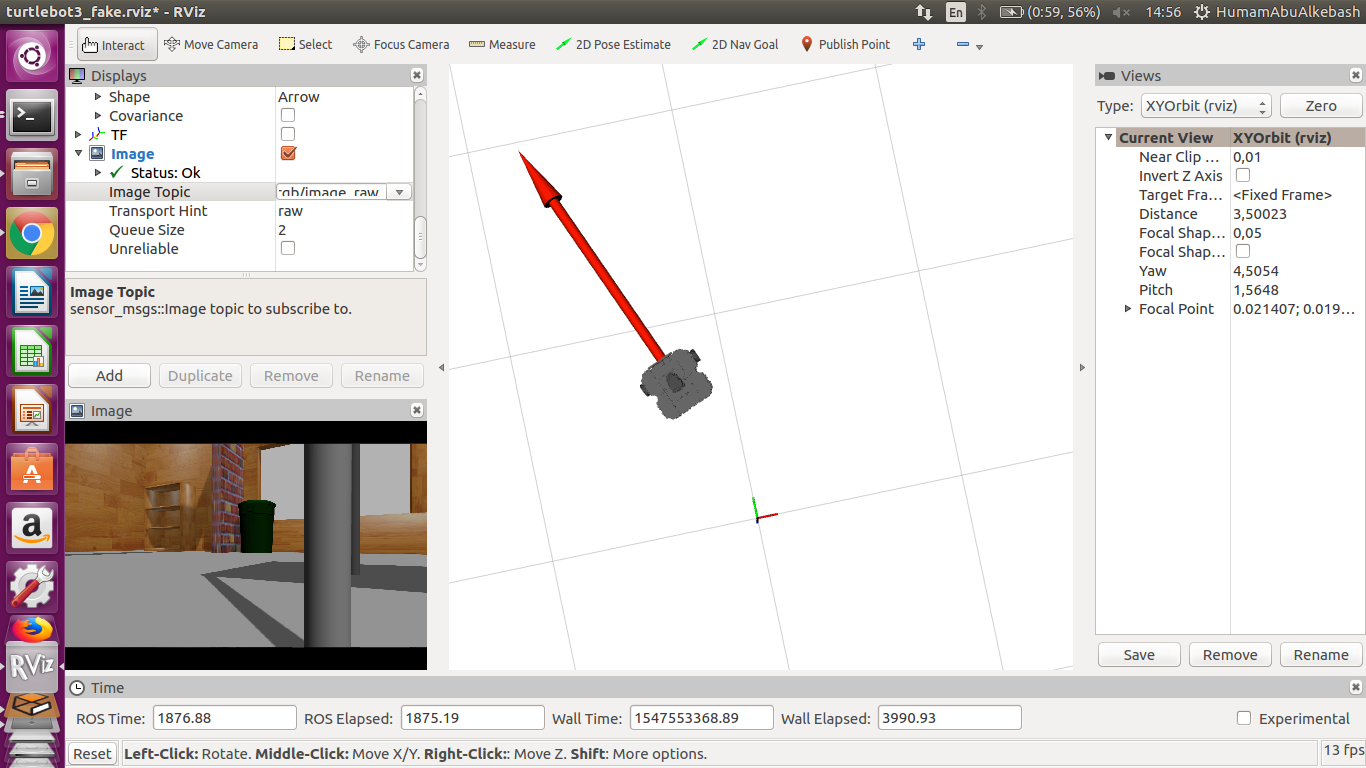 turtlebot3_fake.rviz* - RViz
En
(0:59, 56%)
14:56
HumamAbuAlkebash
Interact
Move Camera
Select
Focus Camera
Measure
2D Pose Estimate
2D Nav Goal
Publish Point
Displays
Shape Arrow
Covariance
TF
Image
Status: Ok
Image Topic rgb/image_raw
Transport Hint raw
Queue Size 2
Unreliable
Image Topic
sensor_msgs::Image topic to subscribe to.
Add
Duplicate
Remove
Rename
Image
Views
Type: XYOrbit (rviz) Zero
Current View XYOrbit (rviz)
Near Clip ... 0,01
Invert Z Axis
Target Fra... <Fixed Frame>
Distance 3,50023
Focal Shap... 0,05
Focal Shap...
Yaw 4,5054
Pitch 1,5648
Focal Point 0.021407; 0.019...
Save
Remove
Rename
Time
ROS Time: 1876.88 ROS Elapsed: 1875.19 Wall Time: 1547553368.89 Wall Elapsed: 3990.93 Experimental
Reset Left-Click: Rotate. Middle-Click: Move X/Y. Right-Click:: Move Z. Shift: More options. 13 fps
RViz